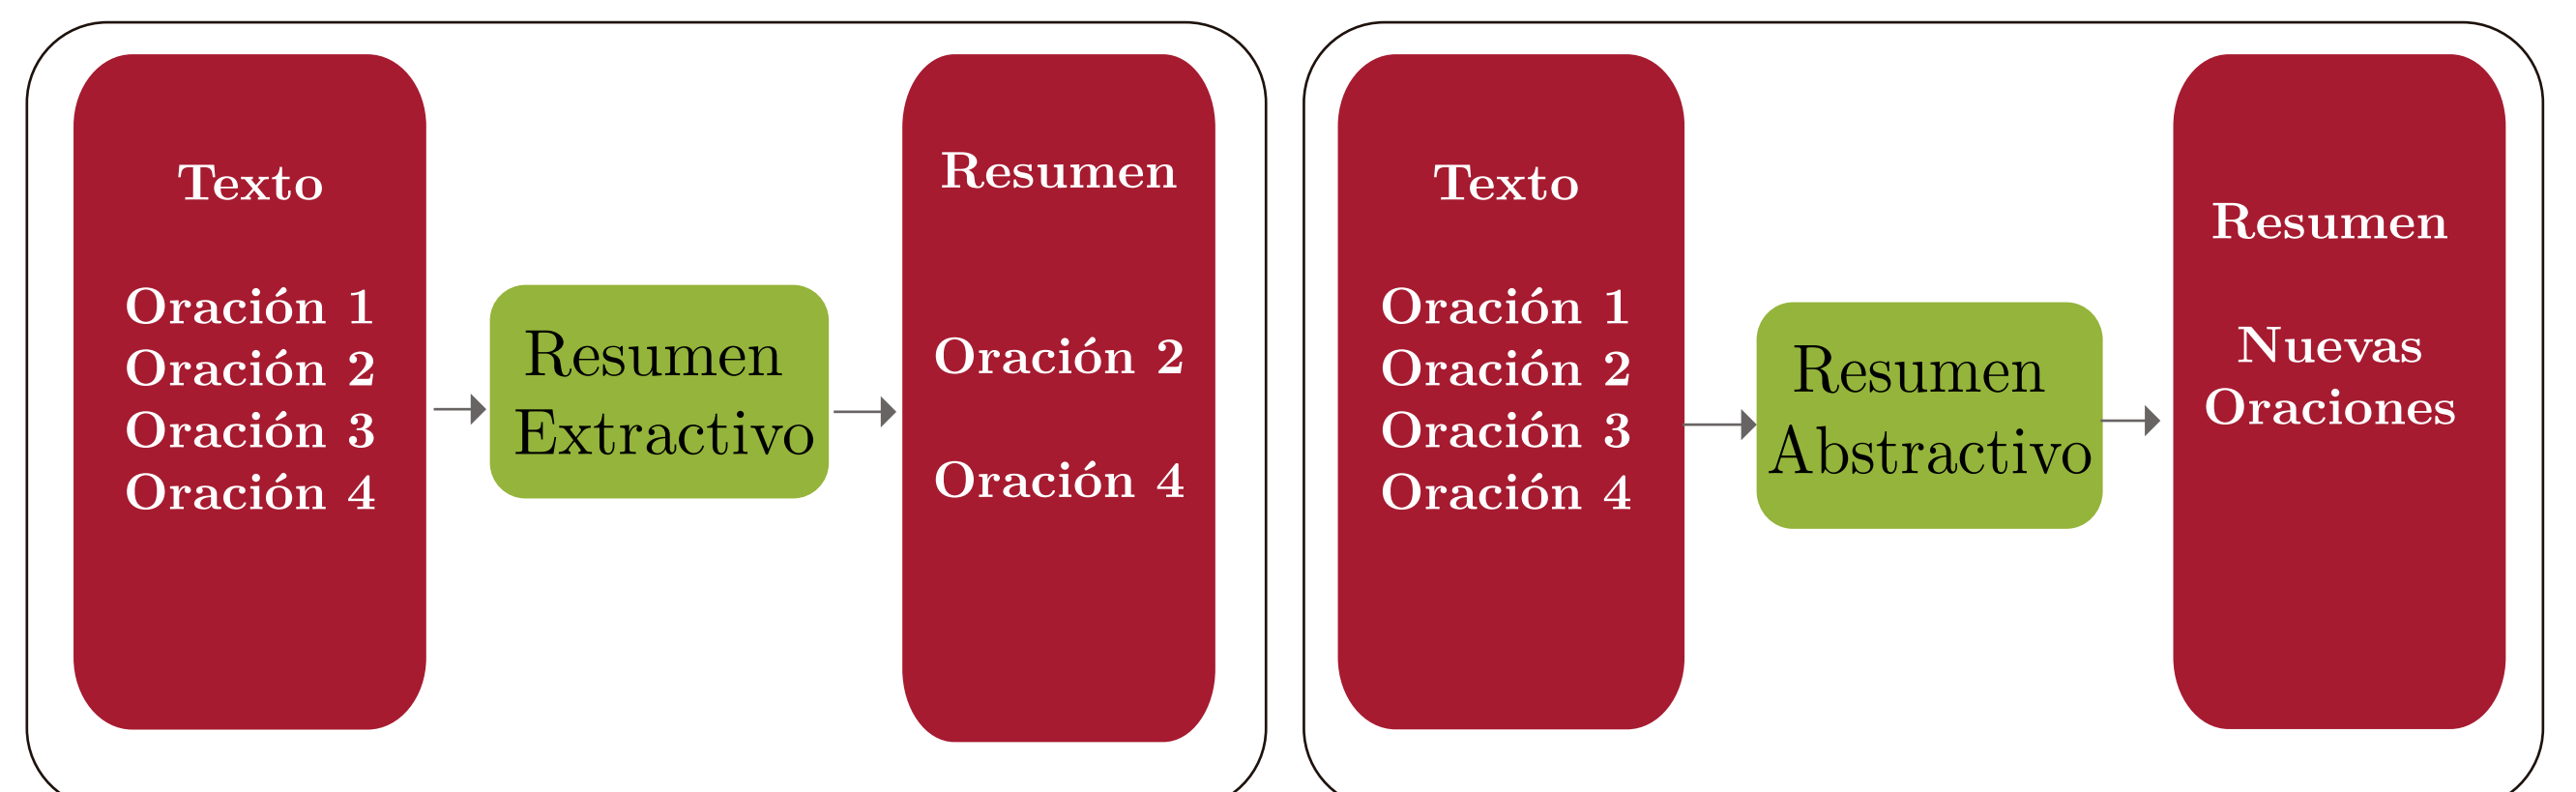 Texto
Oración 1
Oración 2
Oración 3
Oración 4
Resumen
Extractivo
Resumen
Oración 2
Oración 4
Texto
Oración 1
Oración 2
Oración 3
Oración 4
Resumen
Abstractivo
Resumen
Nuevas
Oraciones